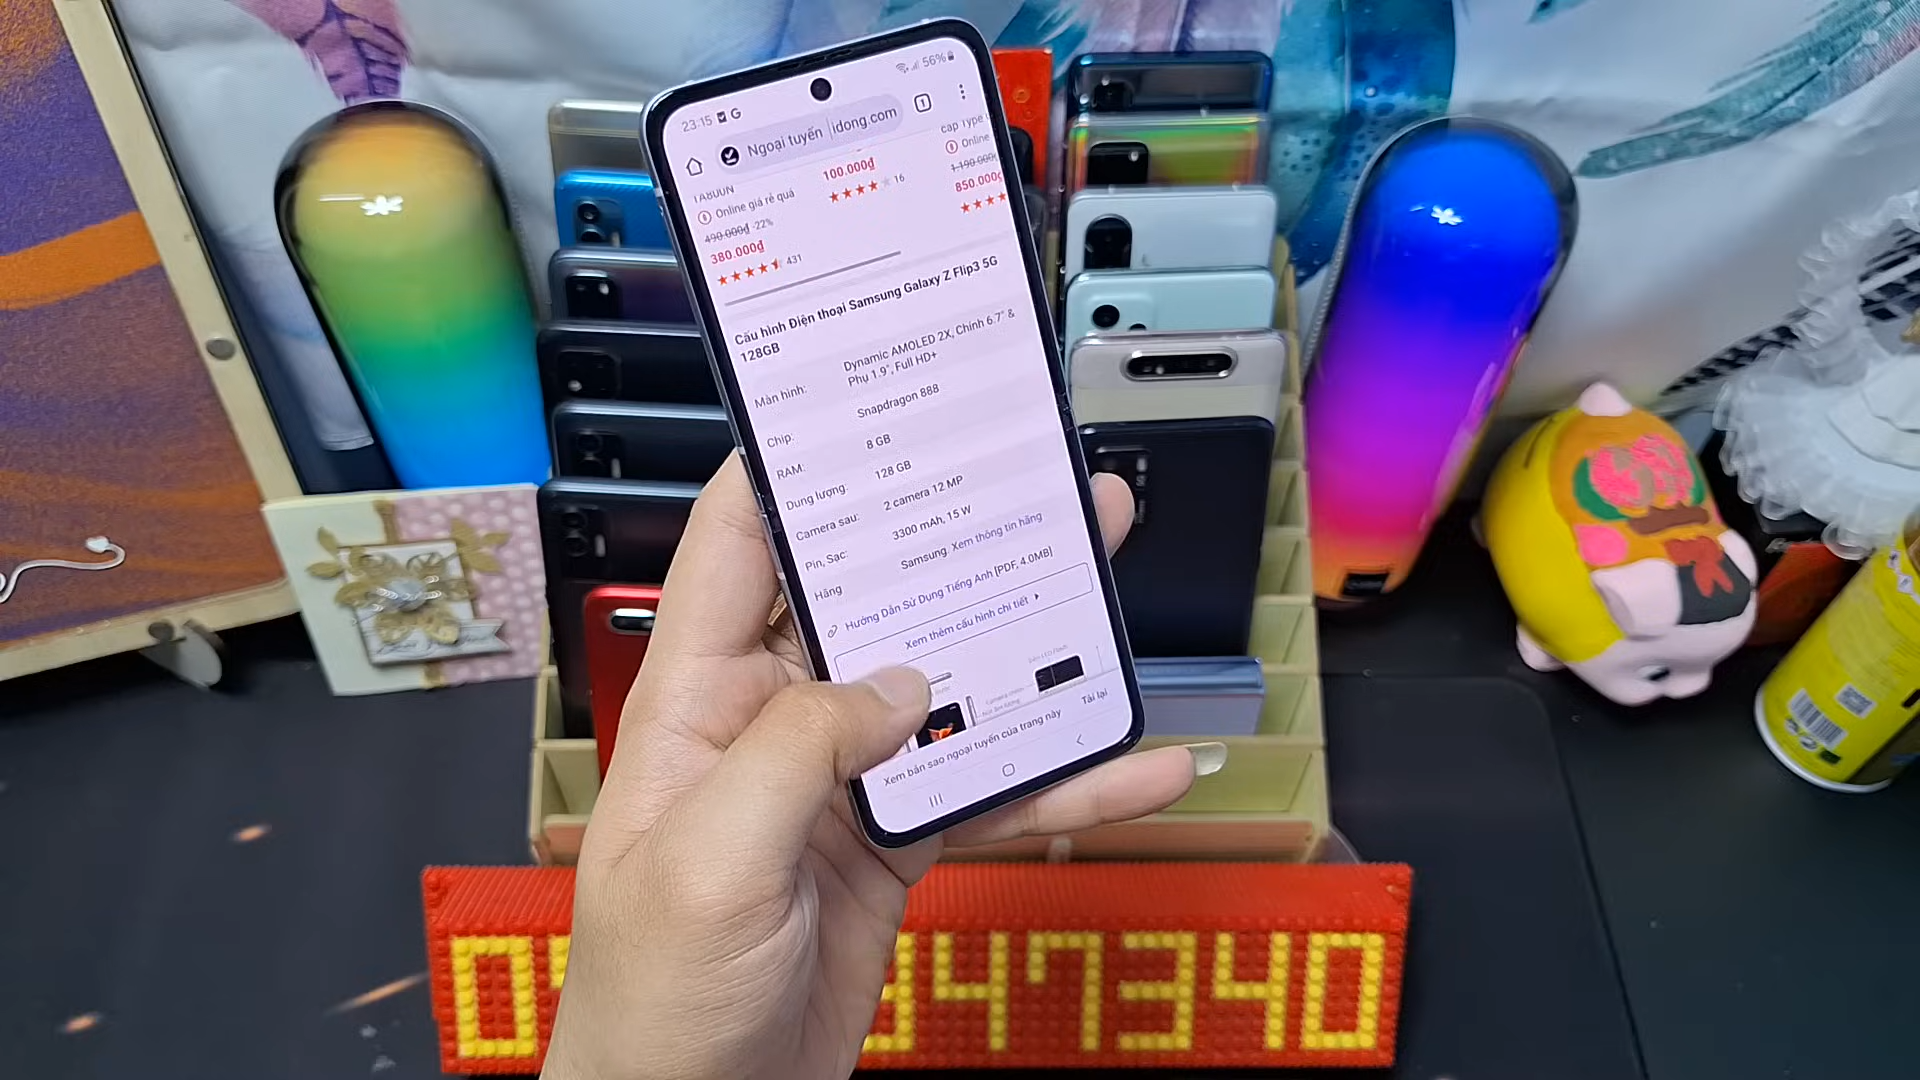 23:15 G 56%
Ngoại tuyến idong.com 1
Online giá rẻ quá
490.000₫ -22%
380.000₫
431
100.000₫
16
cáp Type
Online
1.190.000₫
850.000₫
Cấu hình Điện thoại Samsung Galaxy Z Flip3 5G
128GB
Màn hình: Dynamic AMOLED 2X, Chính 6.7" &
Phụ 1.9", Full HD+
Chip: Snapdragon 888
RAM: 8 GB
Dung lượng: 128 GB
Camera sau: 2 camera 12 MP
Pin, Sạc: 3300 mAh, 15 W
Hãng Samsung. Xem thông tin hãng
Hướng Dẫn Sử Dụng Tiếng Anh [PDF, 4.0MB]
Xem thêm cấu hình chi tiết
Xem bản sao ngoại tuyến của trang này Tải lại
0 347340